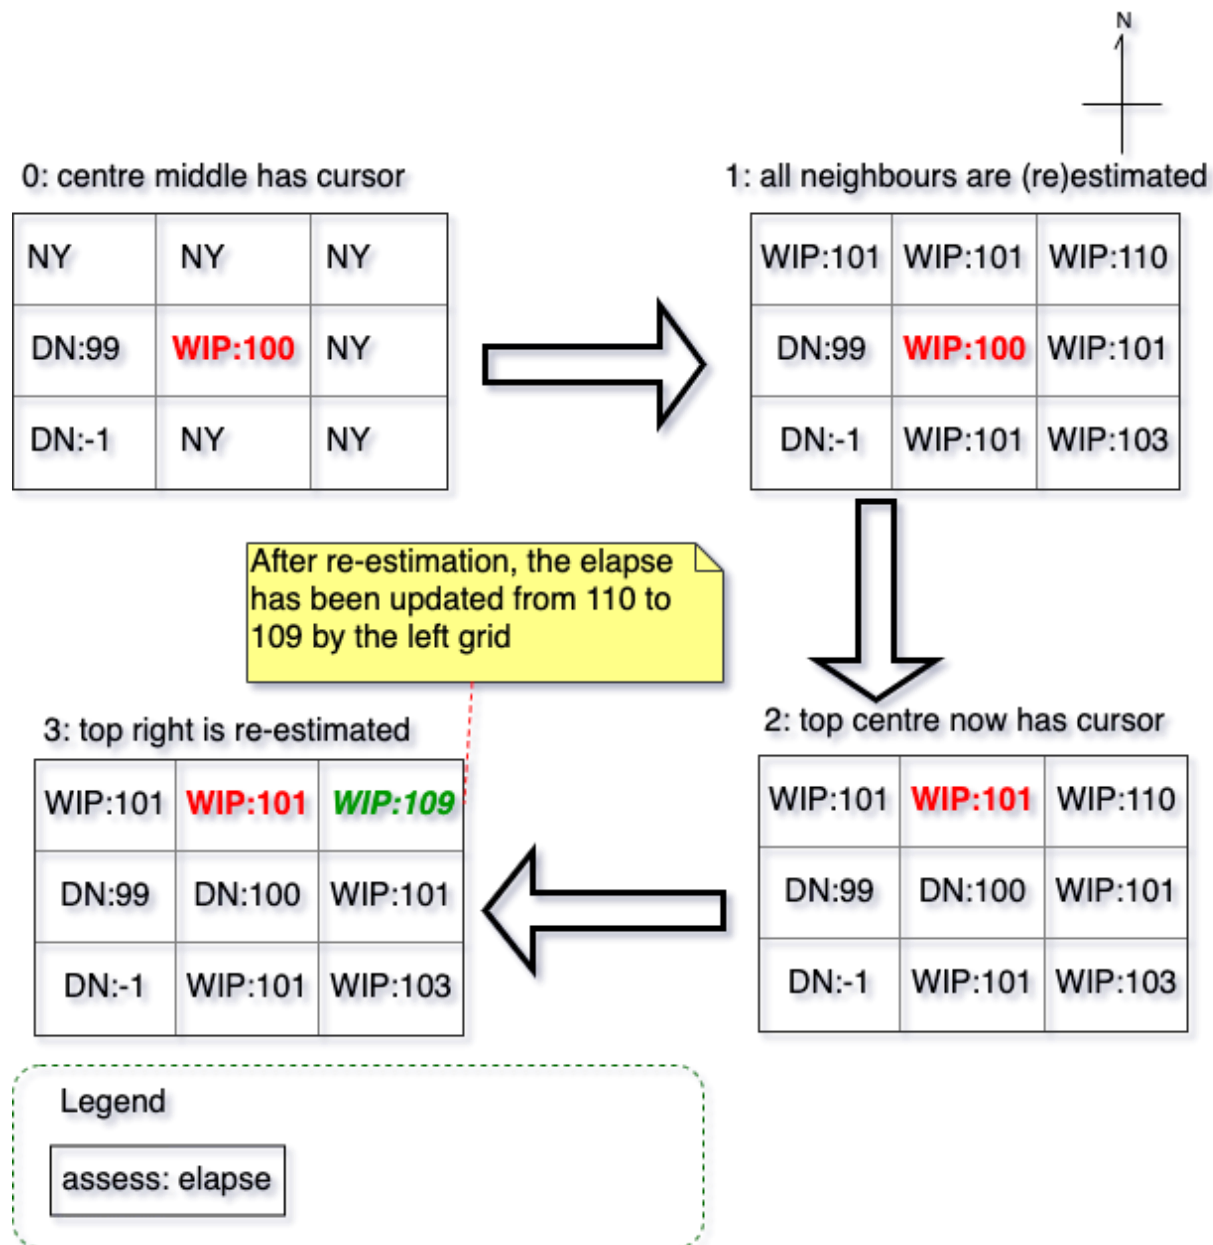 N
0: centre middle has cursor
NY NY NY
DN:99 WIP:100 NY
DN:-1 NY NY
1: all neighbours are (re)estimated
WIP:101 WIP:101 WIP:110
DN:99 WIP:100 WIP:101
DN:-1 WIP:101 WIP:103
After re-estimation, the elapse
has been updated from 110 to
109 by the left grid
2: top centre now has cursor
WIP:101 WIP:101 WIP:110
DN:99 DN:100 WIP:101
DN:-1 WIP:101 WIP:103
3: top right is re-estimated
WIP:101 WIP:101 WIP:109
DN:99 DN:100 WIP:101
DN:-1 WIP:101 WIP:103
Legend
assess: elapse